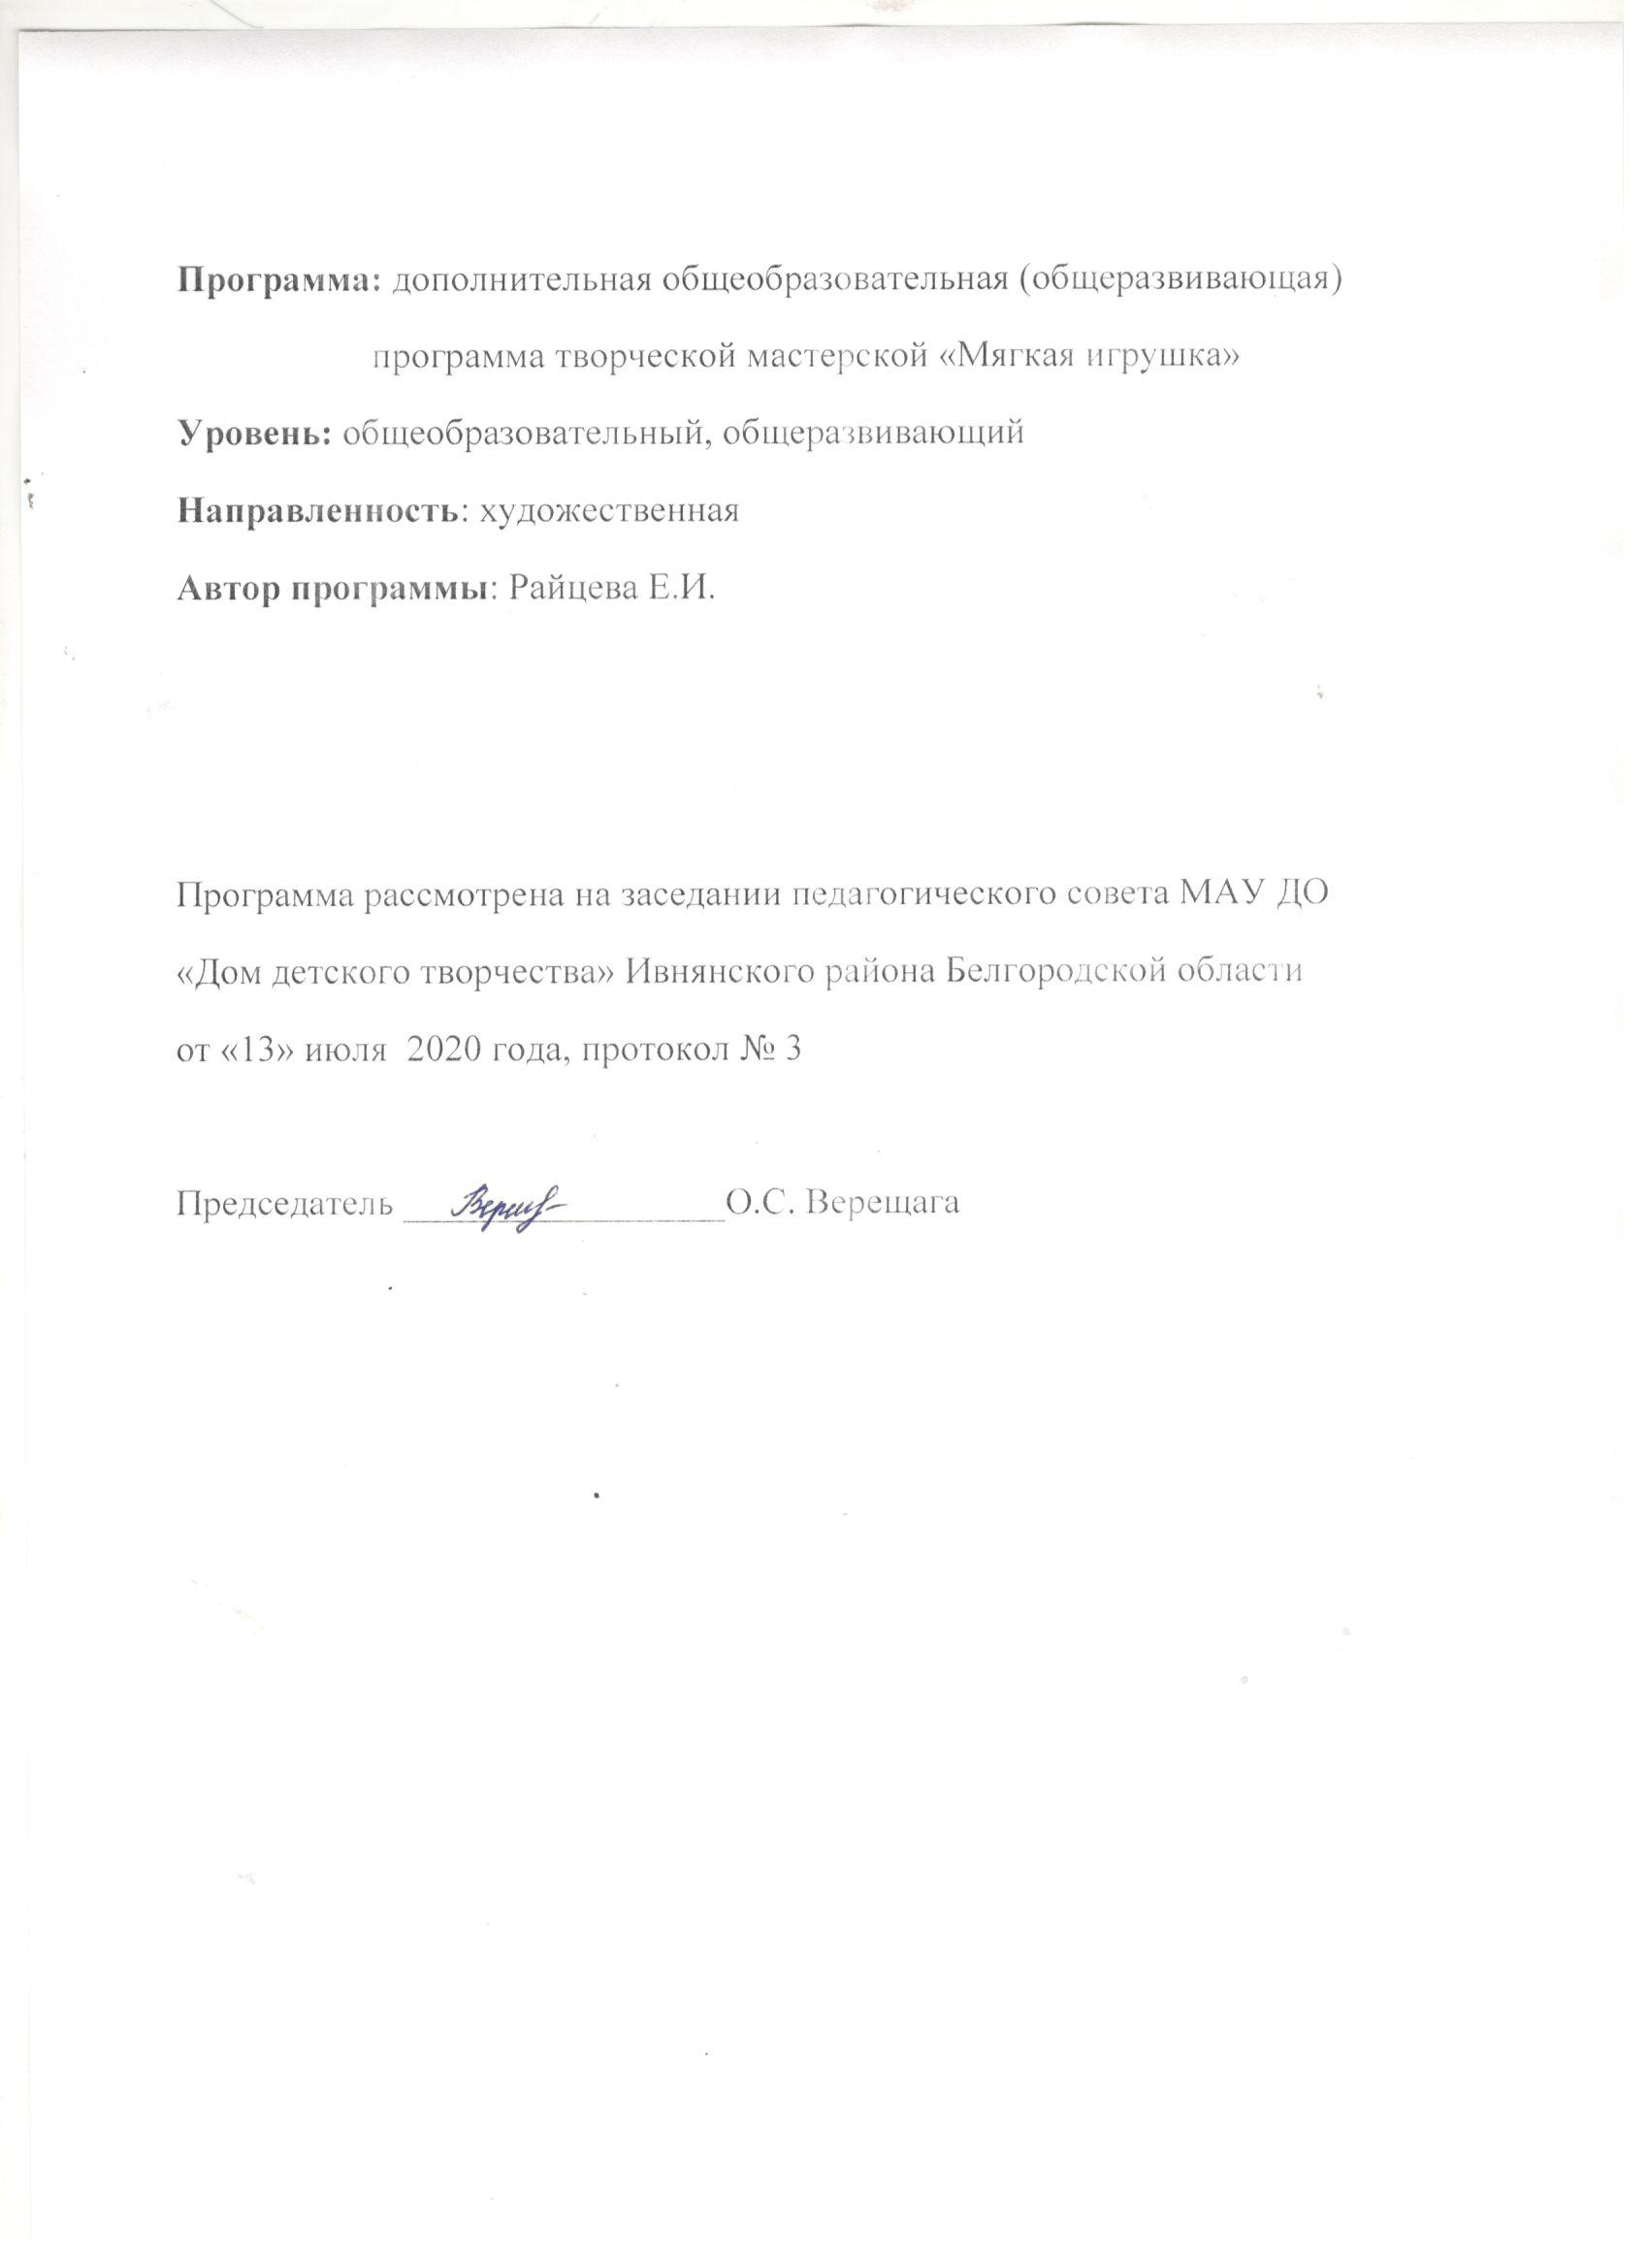 Программа: дополнительная общеобразовательная (общеразвивающая)
программа творческой мастерской «Мягкая игрушка»
Уровень: общеобразовательный, общеразвивающий
Направленность: художественная
Автор программы: Райцева Е.И.
Программа рассмотрена на заседании педагогического совета МАУ ДО
«Дом детского творчества» Ивнянского района Белгородской области
от «13» июля 2020 года, протокол № 3
Председатель __________________О.С. Верещага